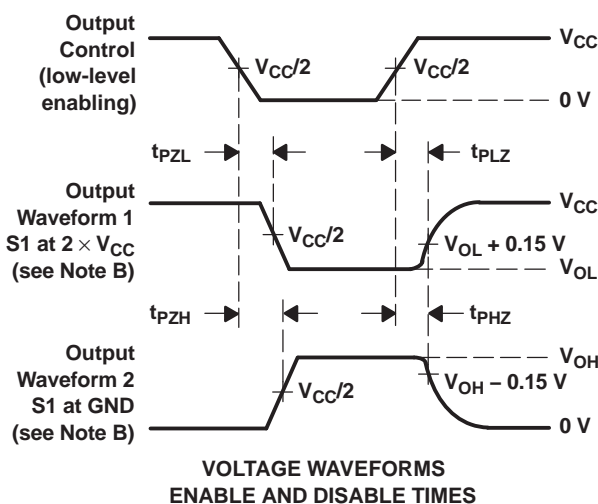 Output
Control
(low-level
enabling)
VCC/2
VCC/2
VCC
0 V
tPZL
tPLZ
Output
Waveform 1
S1 at 2 × VCC
(see Note B)
VCC/2
VCC
VOL + 0.15 V
VOL
tPZH
tPHZ
Output
Waveform 2
S1 at GND
(see Note B)
VCC/2
VOH
VOH − 0.15 V
0 V
VOLTAGE WAVEFORMS
ENABLE AND DISABLE TIMES